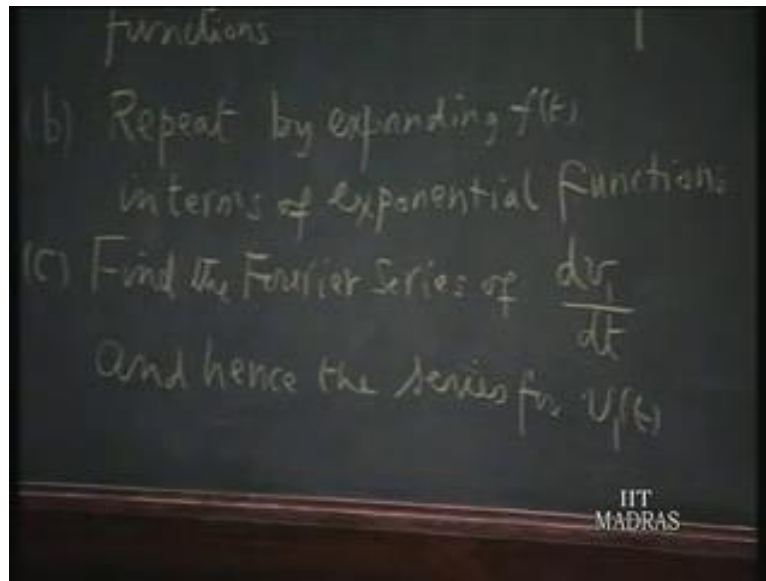 functions
(b) Repeat by expanding f(t)
in terms of exponential functions
(c) Find the Fourier Series of dv₁/dt
and hence the series for v₁(t)
IIT
MADRAS